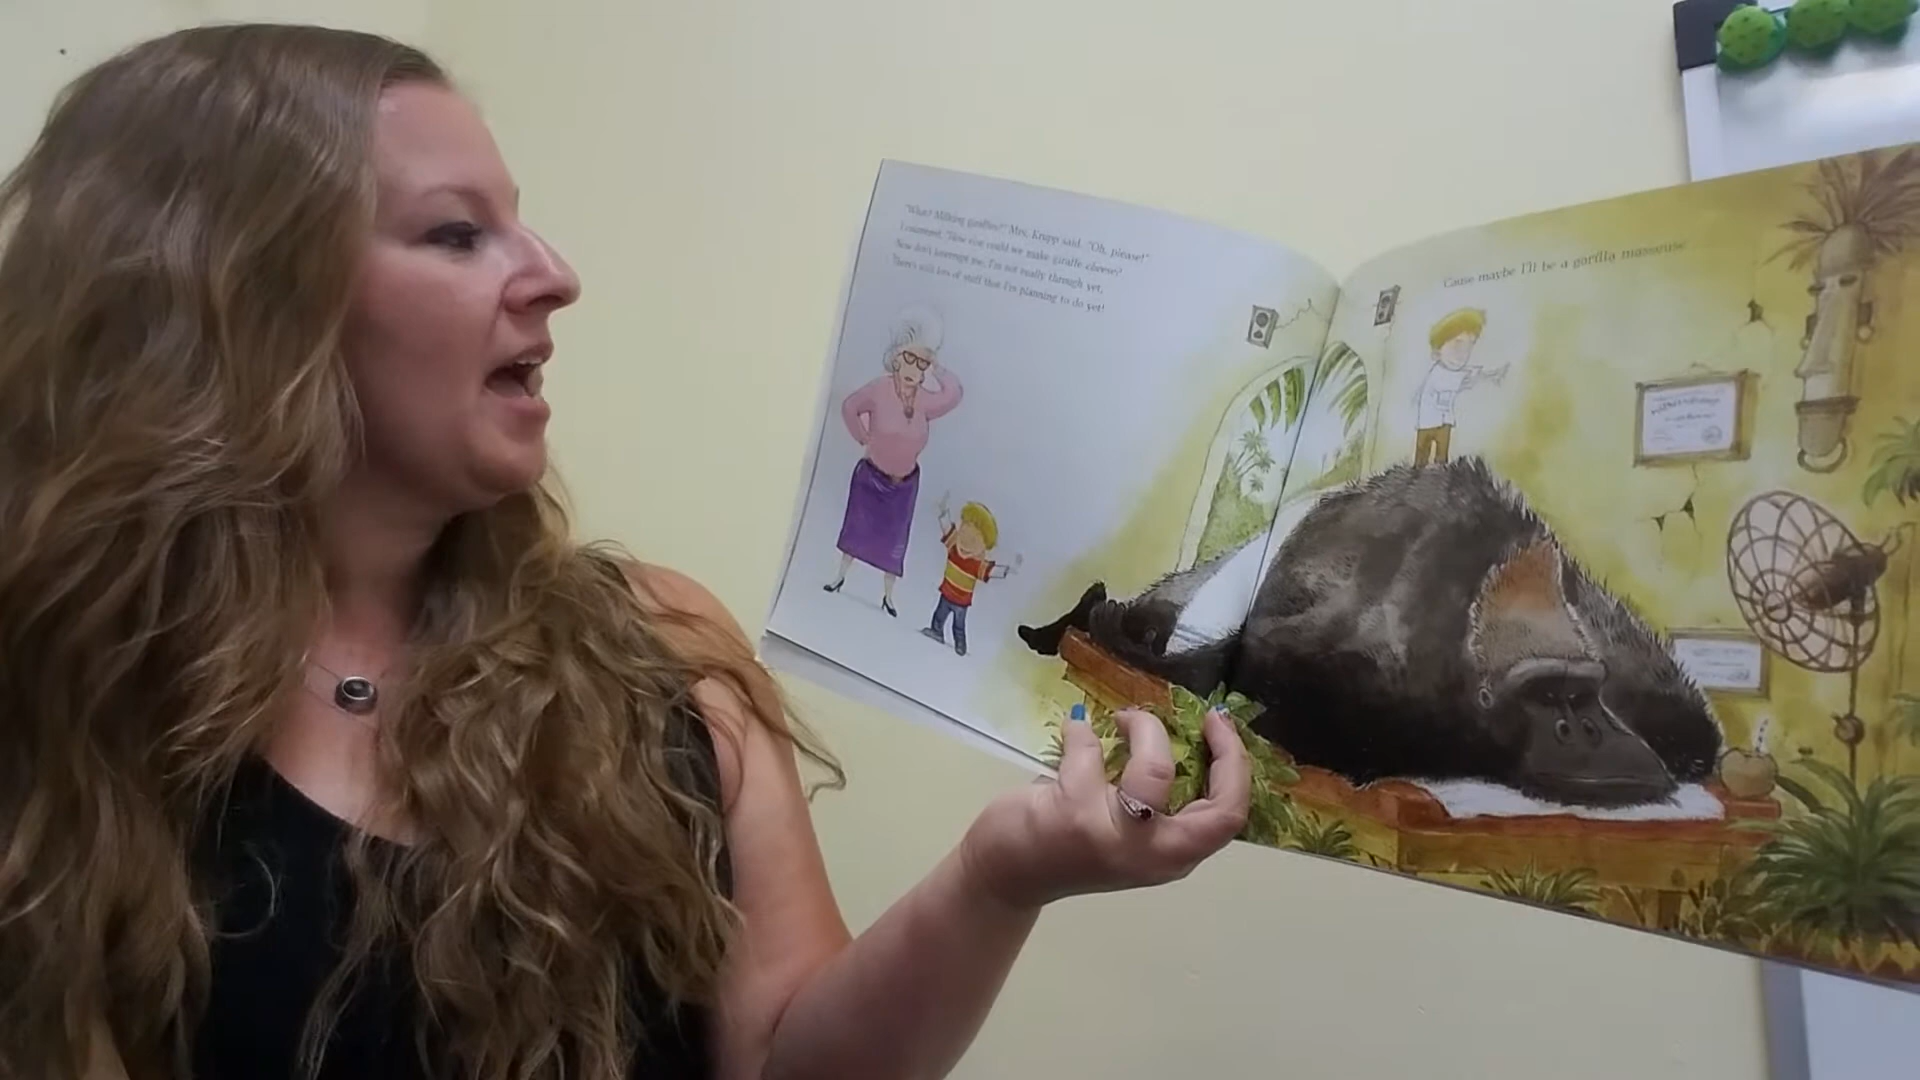 "What? Milking giraffes?" Mrs. Krupp said. "Oh, please!"
I continued, "How else could we make giraffe cheese?
Now don't interrupt me, I'm not really through yet,
There's still lots of stuff that I'm planning to do yet!
'Cause maybe I'll be a gorilla masseuse